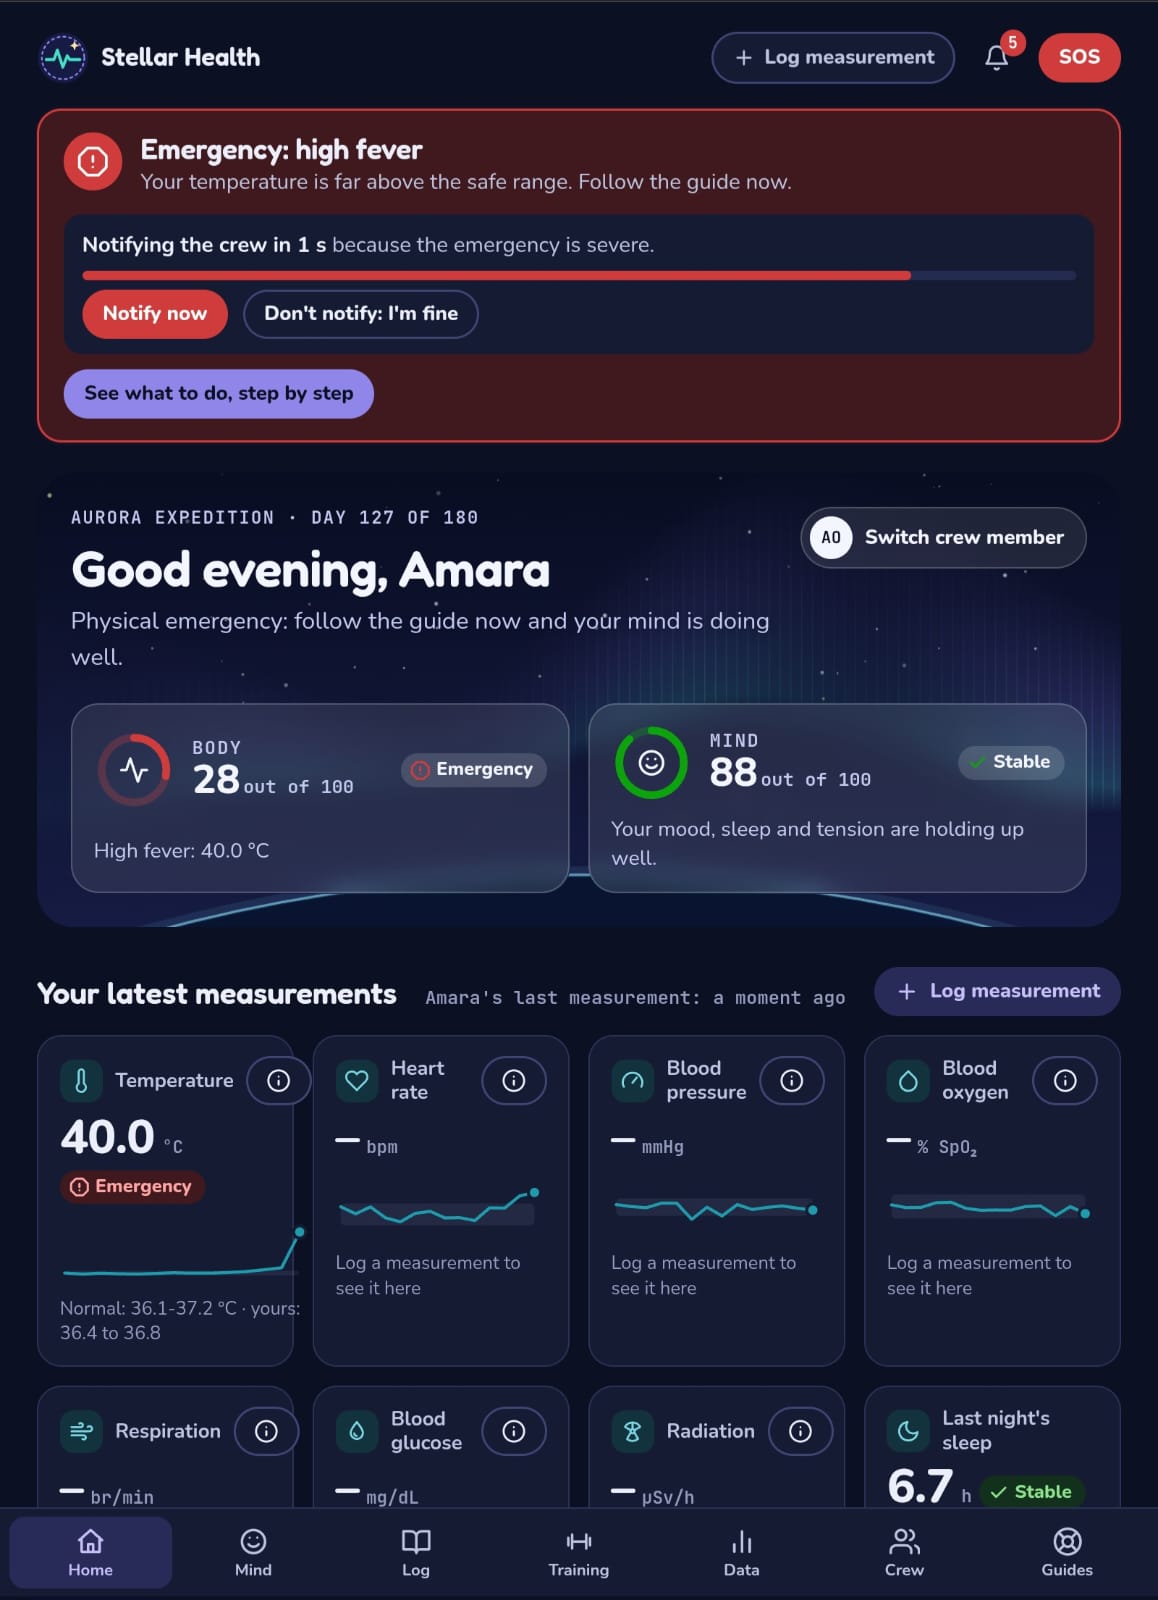 Stellar Health
+ Log measurement
5
SOS
Emergency: high fever
Your temperature is far above the safe range. Follow the guide now.
Notifying the crew in 1 s because the emergency is severe.
Notify now
Don't notify: I'm fine
See what to do, step by step
AURORA EXPEDITION · DAY 127 OF 180
AO
Switch crew member
Good evening, Amara
Physical emergency: follow the guide now and your mind is doing
well.
BODY
28 out of 100
Emergency
High fever: 40.0 °C
MIND
88 out of 100
Stable
Your mood, sleep and tension are holding up
well.
Your latest measurements
Amara's last measurement: a moment ago
+ Log measurement
Temperature
40.0 °C
Emergency
Normal: 36.1-37.2 °C · yours:
36.4 to 36.8
Heart
rate
— bpm
Log a measurement to
see it here
Blood
pressure
— mmHg
Log a measurement to
see it here
Blood
oxygen
— % SpO₂
Log a measurement to
see it here
Respiration
— br/min
Blood
glucose
— mg/dL
Radiation
— µSv/h
Last night's
sleep
6.7 h
Stable
Home
Mind
Log
Training
Data
Crew
Guides